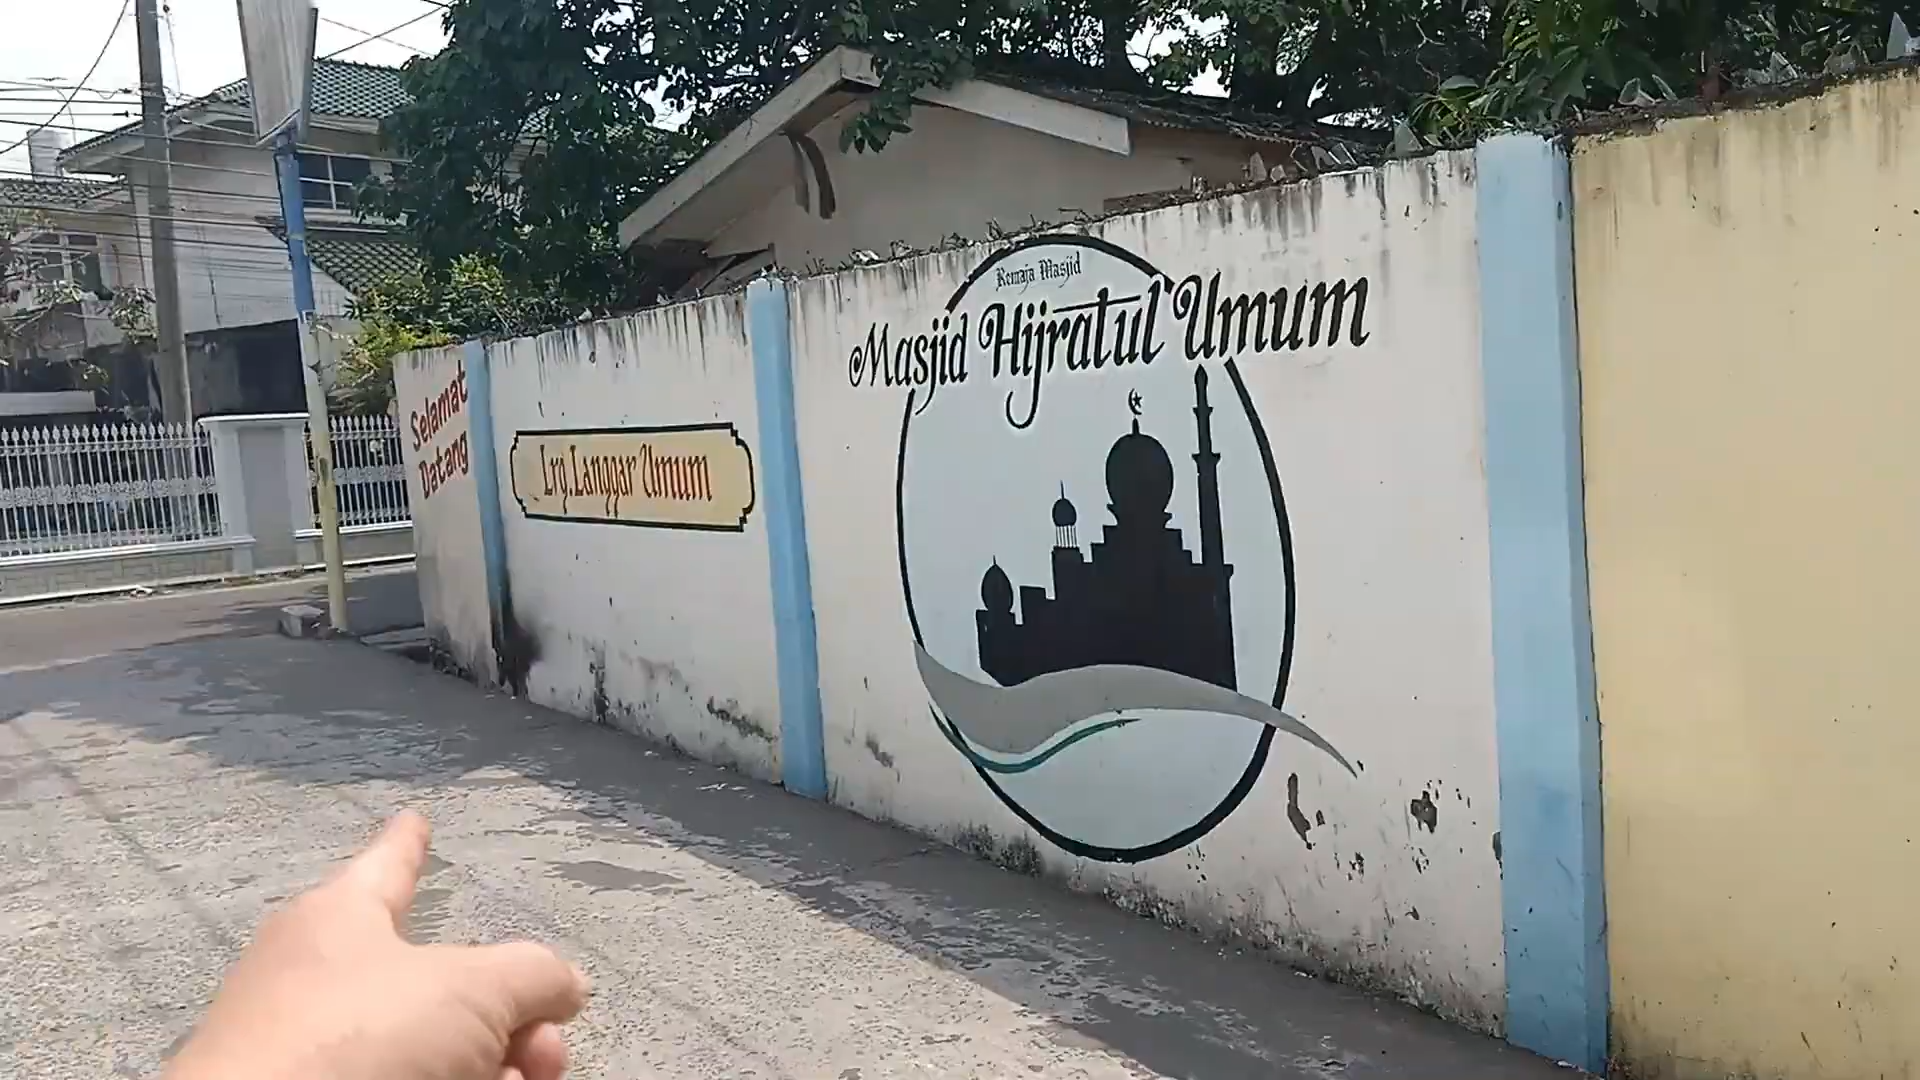 Selamat
Datang
Lrg.Langgar Umum
Remaja Masjid
Masjid Hijratul Umum